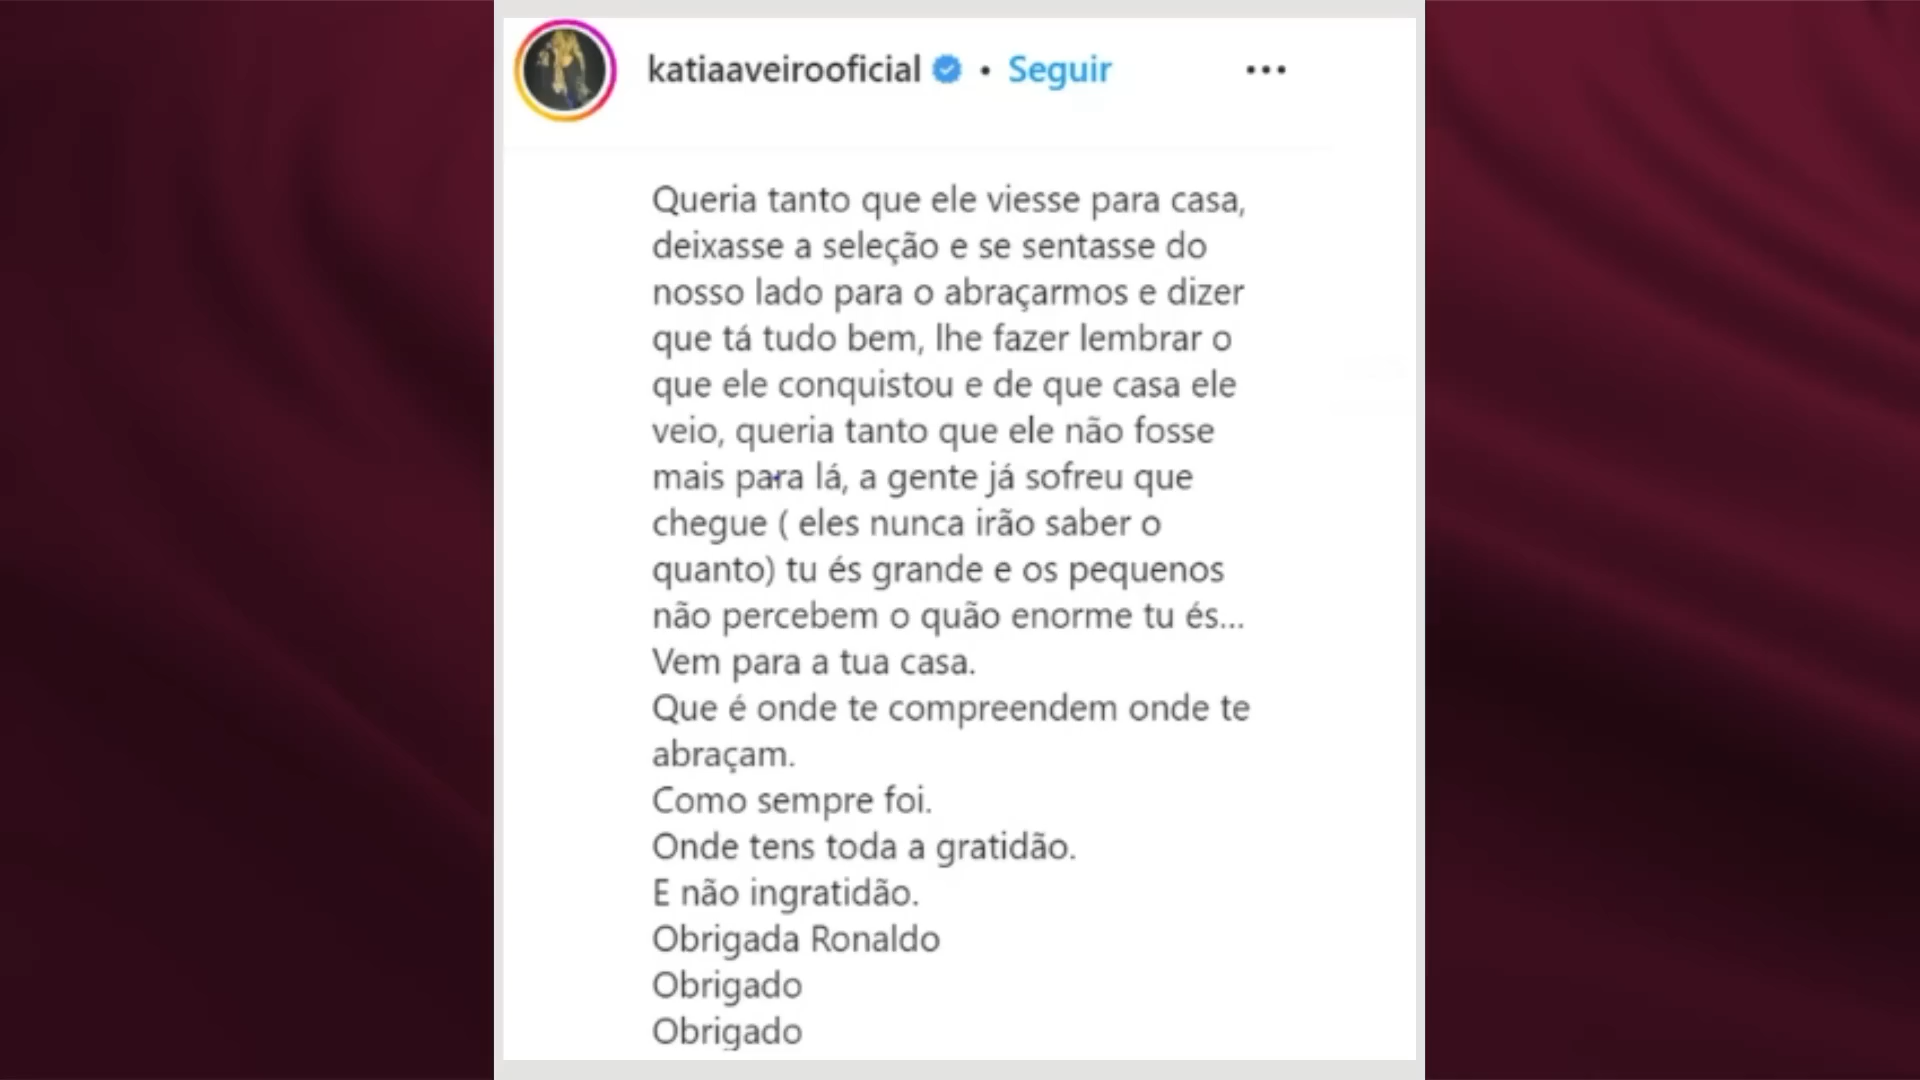 katiaaveirooficial • Seguir
Queria tanto que ele viesse para casa,
deixasse a seleção e se sentasse do
nosso lado para o abraçarmos e dizer
que tá tudo bem, lhe fazer lembrar o
que ele conquistou e de que casa ele
veio, queria tanto que ele não fosse
mais para lá, a gente já sofreu que
chegue ( eles nunca irão saber o
quanto) tu és grande e os pequenos
não percebem o quão enorme tu és...
Vem para a tua casa.
Que é onde te compreendem onde te
abraçam.
Como sempre foi.
Onde tens toda a gratidão.
E não ingratidão.
Obrigada Ronaldo
Obrigado
Obrigado